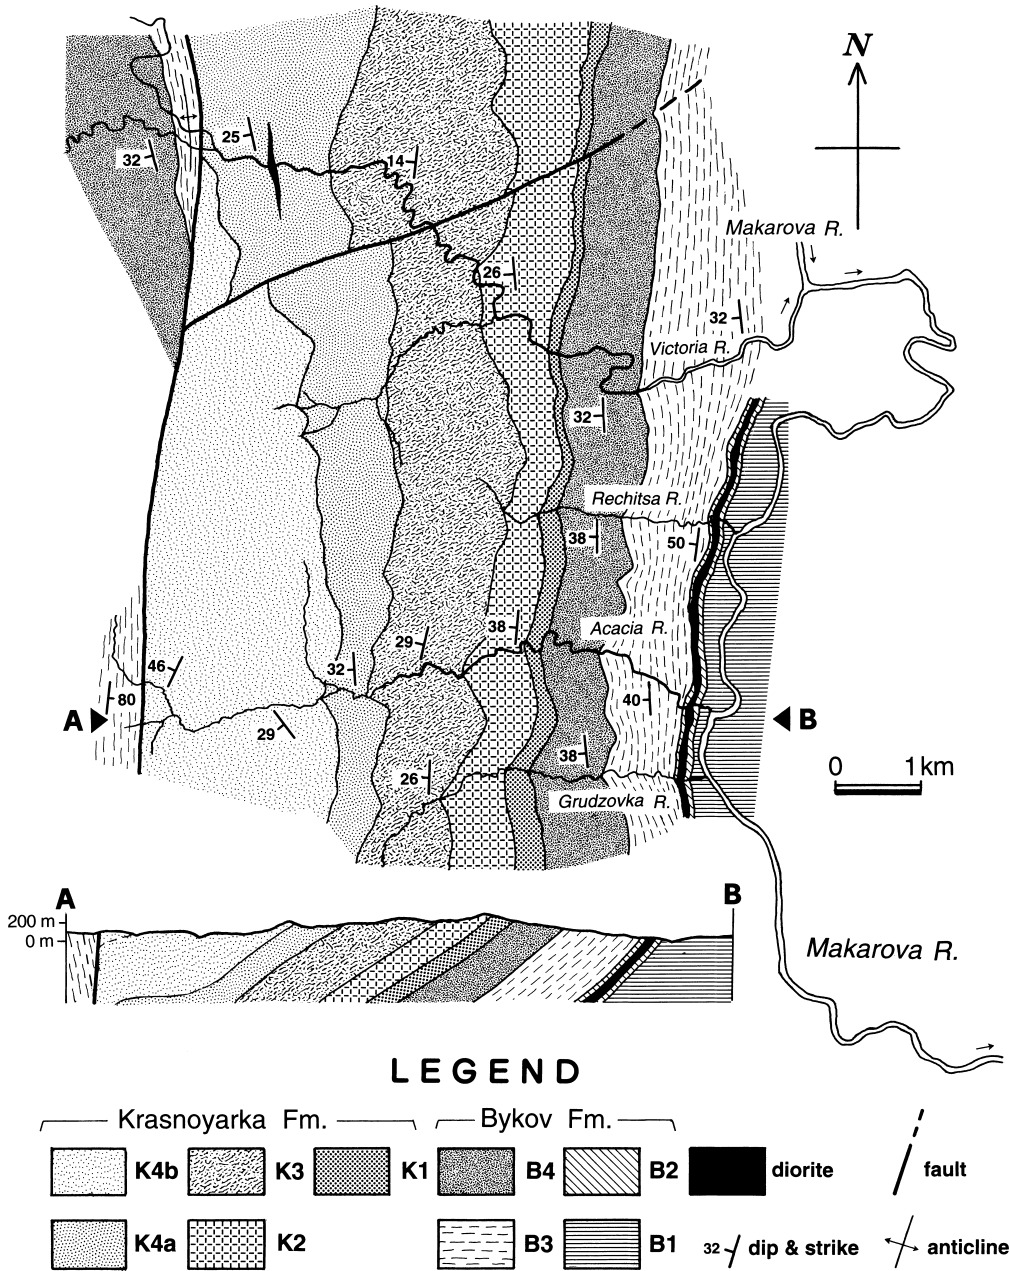 N
25
14
32
Makarova R.
26
32
Victoria R.
32
Rechitsa R.
38
50
38
Acacia R.
29
46
32
80
40
A
B
29
38
26
0 1km
Grudzovka R.
A
B
200 m
0 m
Makarova R.
LEGEND
Krasnoyarka Fm. Bykov Fm.
K4b K3 K1 B4 B2 diorite fault
K4a K2 B3 B1 32 dip & strike anticline